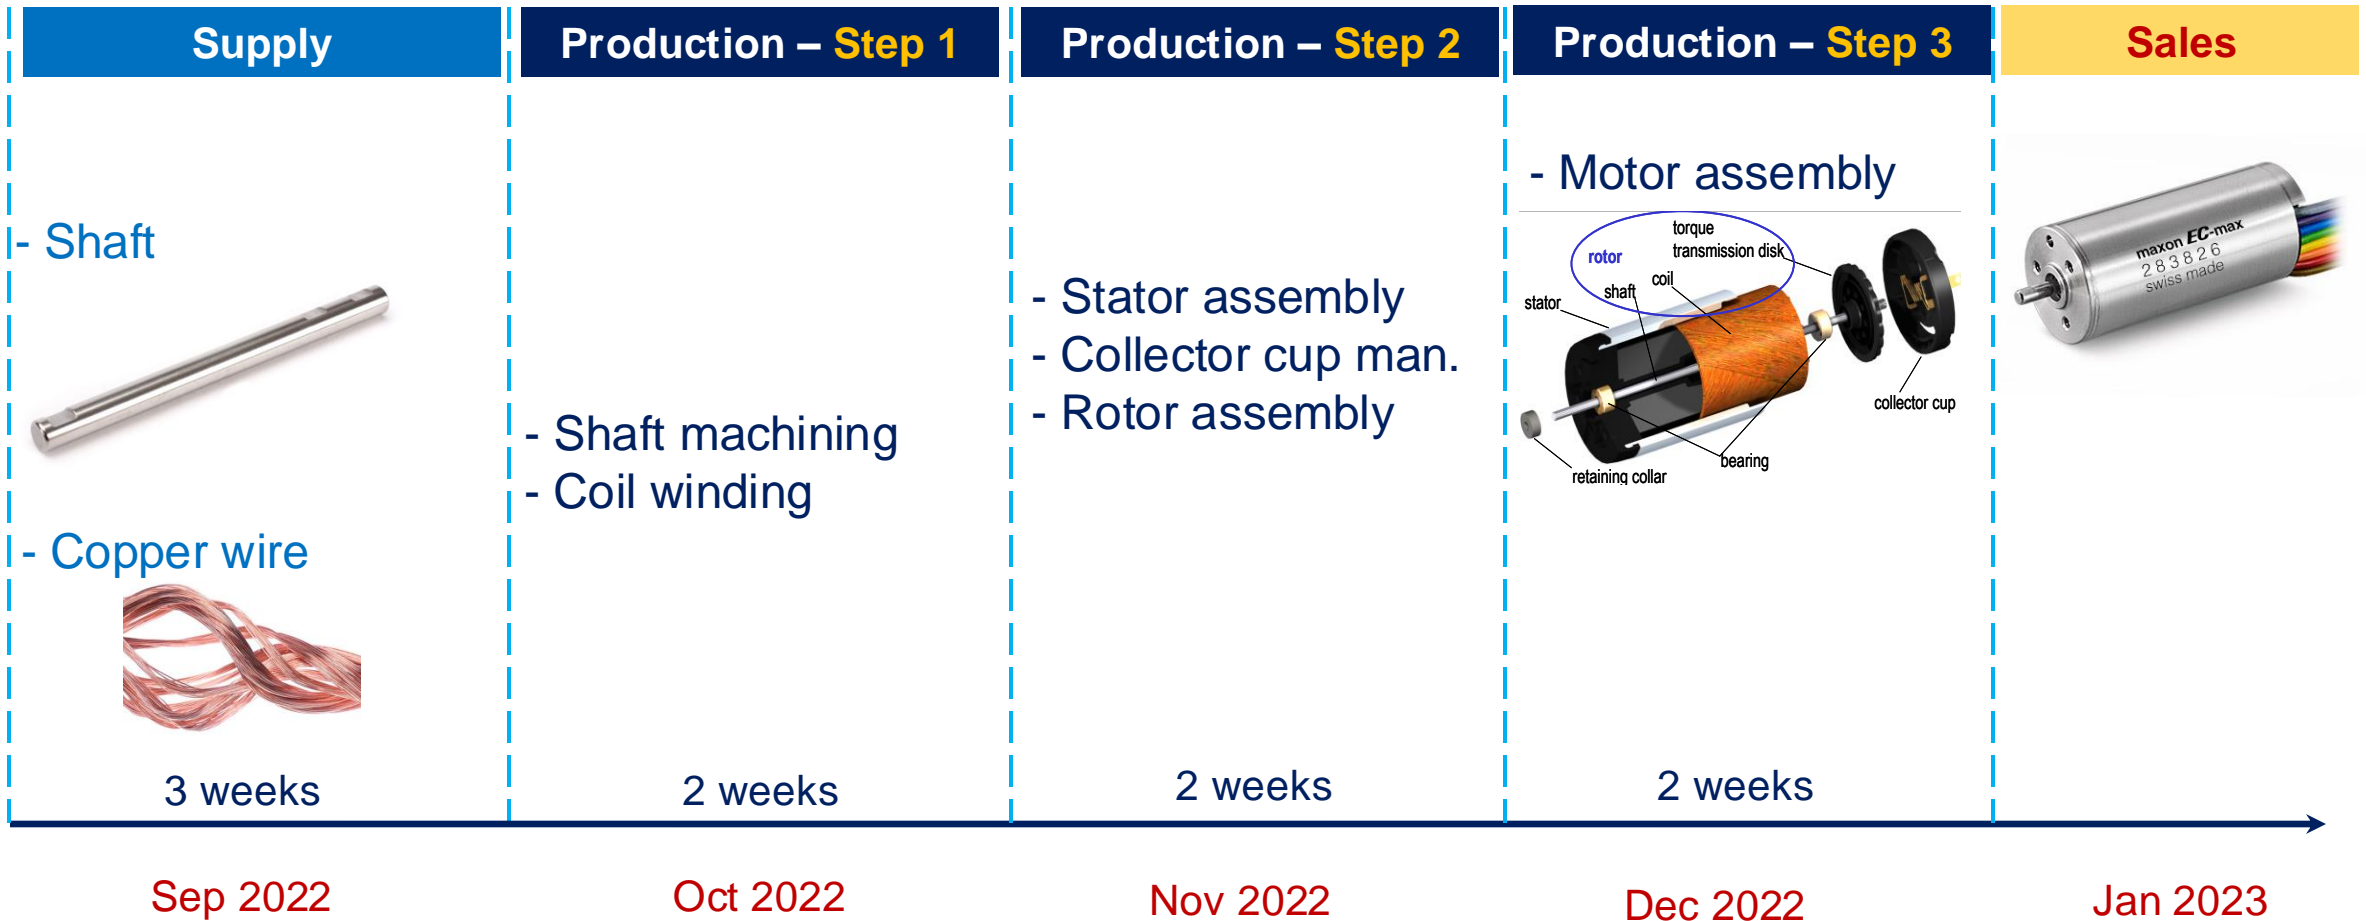 Supply
Production – Step 1
Production – Step 2
Production – Step 3
Sales
- Shaft
- Copper wire
- Shaft machining
- Coil winding
- Stator assembly
- Collector cup man.
- Rotor assembly
- Motor assembly
rotor
torque
transmission disk
coil
shaft
stator
collector cup
bearing
retaining collar
maxon EC-max
283826
swiss made
3 weeks
2 weeks
2 weeks
2 weeks
Sep 2022
Oct 2022
Nov 2022
Dec 2022
Jan 2023